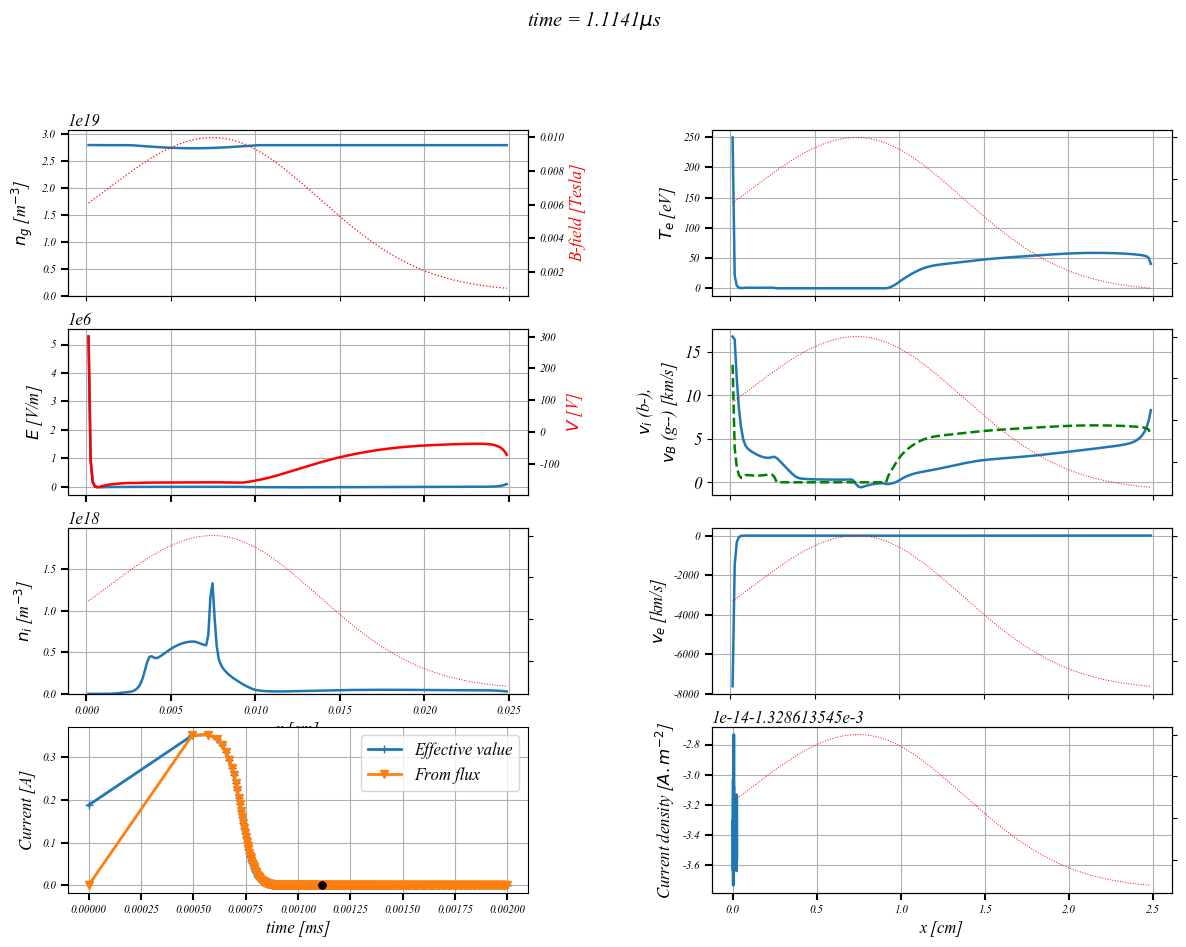 time = 1.1141μs
1e19
3.0
2.5
2.0
1.5
1.0
0.5
0.0
n_g [m^{-3}]
0.010
0.008
0.006
0.004
0.002
B-field [Tesla]
250
200
150
100
50
0
T_e [eV]
1e6
5
4
3
2
1
0
E [V/m]
300
200
100
0
-100
V [V]
15
10
5
0
v_i (b-),
v_B (g--) [km/s]
1e18
1.5
1.0
0.5
0.0
n_i [m^{-3}]
0.000 0.005 0.010 0.015 0.020 0.025
0
-2000
-4000
-6000
-8000
v_e [km/s]
0.3
0.2
0.1
0.0
Current [A]
Effective value
From flux
0.00000 0.00025 0.00050 0.00075 0.00100 0.00125 0.00150 0.00175 0.00200
time [ms]
1e-14-1.328613545e-3
-2.8
-3.0
-3.2
-3.4
-3.6
Current density [A.m^{-2}]
0.0 0.5 1.0 1.5 2.0 2.5
x [cm]